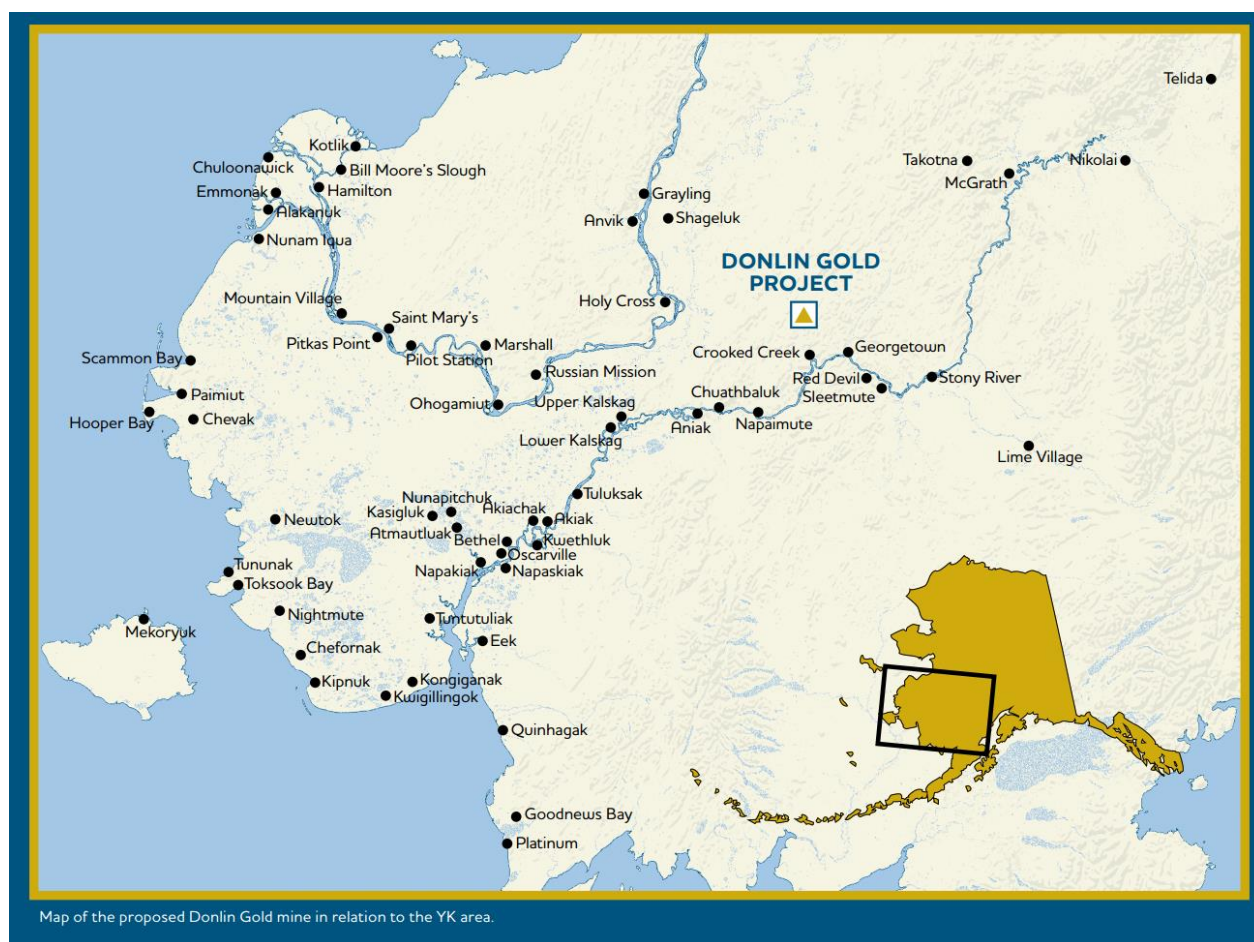 Telida
Kotlik
Chuloonawick
Bill Moore's Slough
Takotna
Nikolai
McGrath
Emmonak
Hamilton
Grayling
Alakanuk
Anvik
Shageluk
Nunam Iqua
DONLIN GOLD
PROJECT
Mountain Village
Holy Cross
Saint Mary's
Pitkas Point
Pilot Station
Marshall
Scammon Bay
Crooked Creek
Georgetown
Russian Mission
Red Devil
Stony River
Sleetmute
Paimiut
Chuathbaluk
Ohogamiut
Upper Kalskag
Hooper Bay
Chevak
Aniak
Napaimute
Lower Kalskag
Lime Village
Tuluksak
Nunapitchuk
Kasigluk
Akiachak
Newtok
Akiak
Atmautluak
Bethel
Kwethluk
Oscarville
Tununak
Napakiak
Napaskiak
Toksook Bay
Nightmute
Tuntutuliak
Mekoryuk
Eek
Chefornak
Kipnuk
Kongiganak
Kwigillingok
Quinhagak
Goodnews Bay
Platinum
Map of the proposed Donlin Gold mine in relation to the YK area.